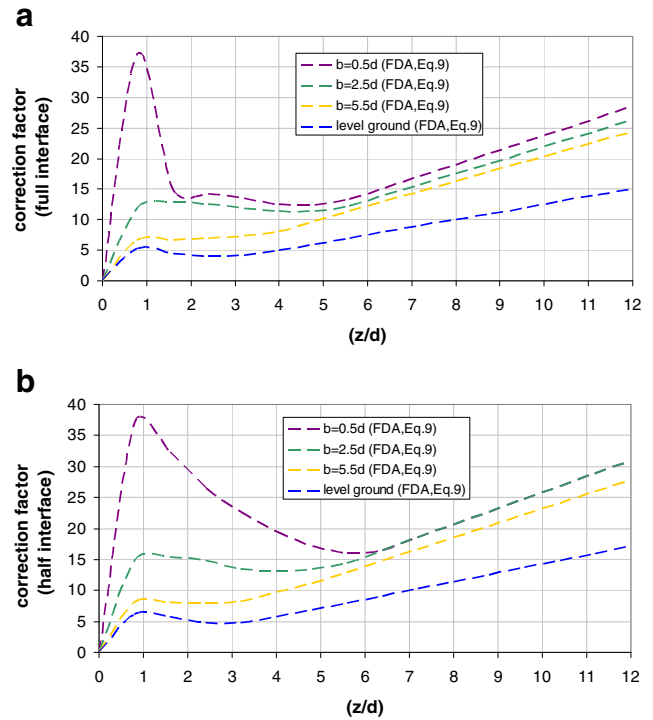 a
40
35
30
25
20
15
10
5
0
correction factor
(full interface)
b=0.5d (FDA,Eq.9)
b=2.5d (FDA,Eq.9)
b=5.5d (FDA,Eq.9)
level ground (FDA,Eq.9)
0 1 2 3 4 5 6 7 8 9 10 11 12
(z/d)
b
40
35
30
25
20
15
10
5
0
correction factor
(half interface)
b=0.5d (FDA,Eq.9)
b=2.5d (FDA,Eq.9)
b=5.5d (FDA,Eq.9)
level ground (FDA,Eq.9)
0 1 2 3 4 5 6 7 8 9 10 11 12
(z/d)